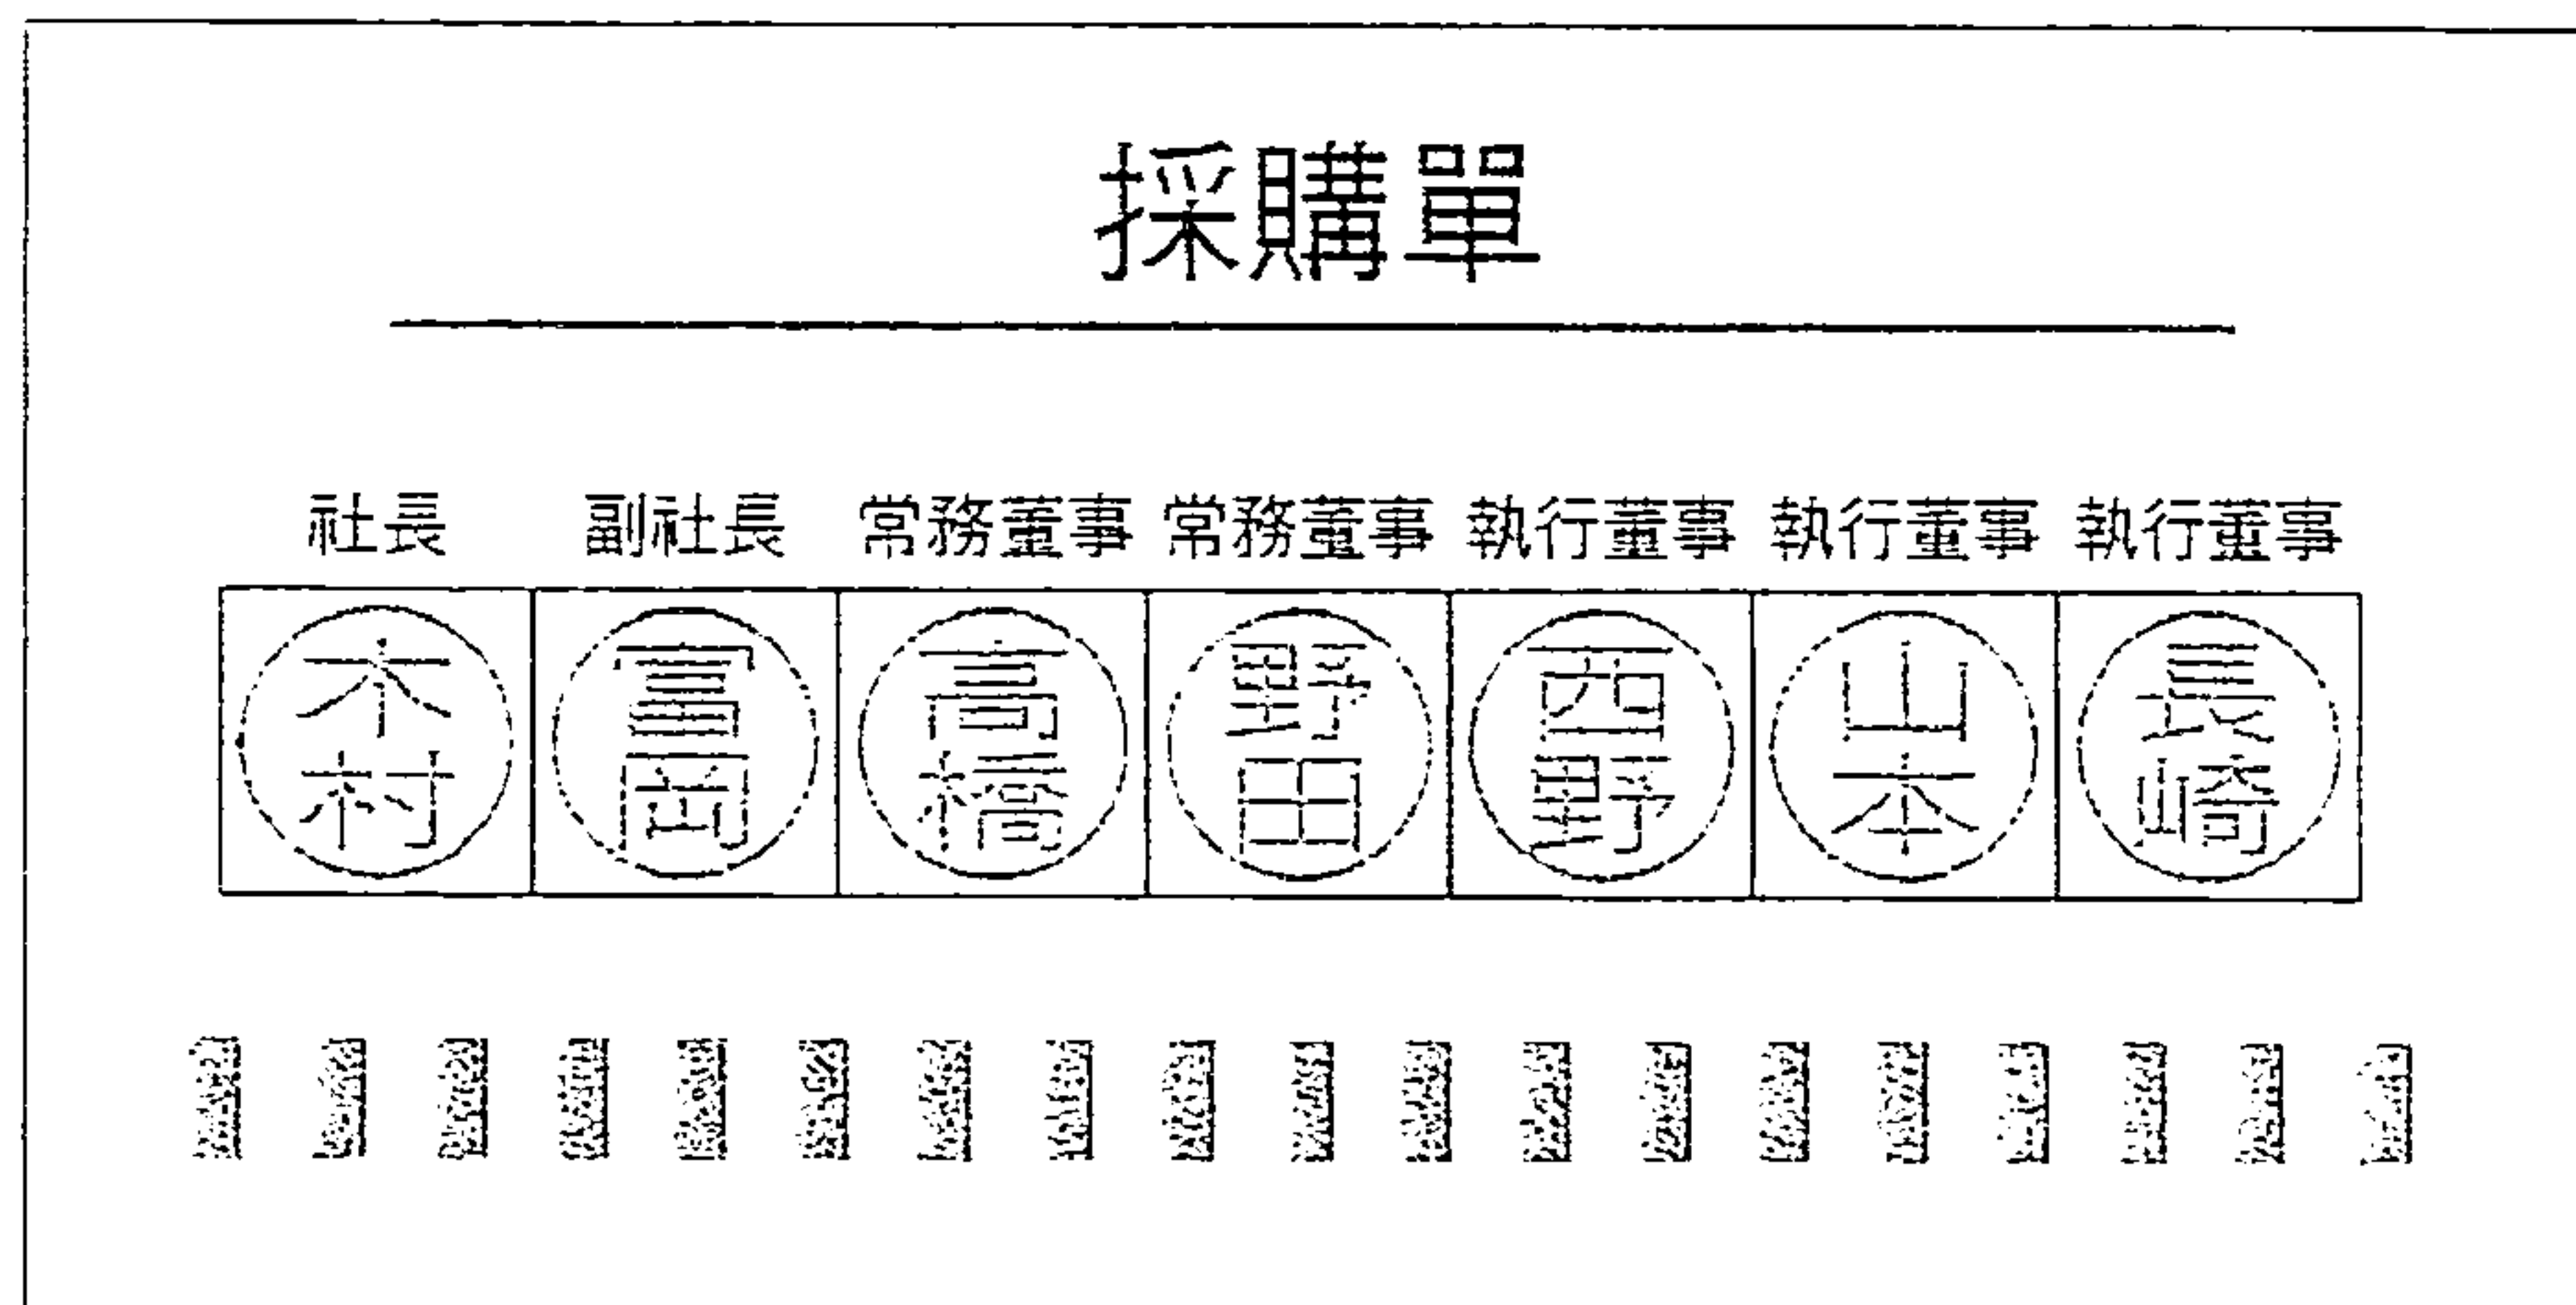 採購單
社長 副社長 常務董事 常務董事 執行董事 執行董事 執行董事
木村 冨岡 高橋 野田 西野 山本 長崎